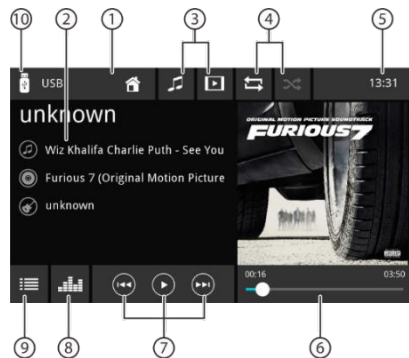 10 2 1 3 4 5
USB 13:31
unknown
Wiz Khalifa Charlie Puth - See You
Furious 7 (Original Motion Picture
unknown
ORIGINAL MOTION PICTURE SOUNDTRACK
FURIOUS 7
00:16 03:50
9 8 7 6